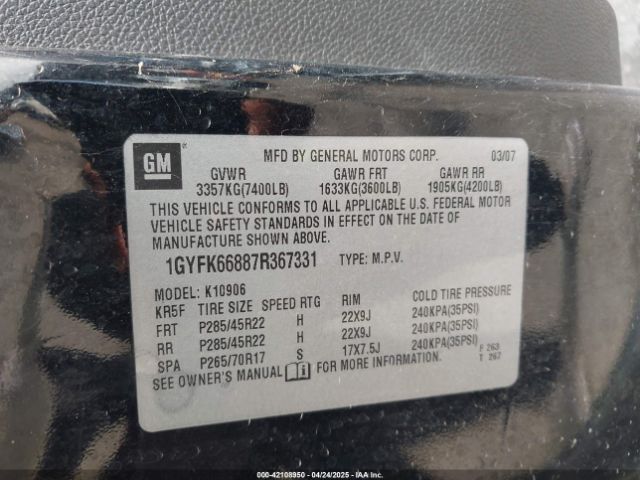 GM
MFD BY GENERAL MOTORS CORP. 03/07
GVWR GAWR FRT GAWR RR
3357KG(7400LB) 1633KG(3600LB) 1905KG(4200LB)
THIS VEHICLE CONFORMS TO ALL APPLICABLE U.S. FEDERAL MOTOR
VEHICLE SAFETY STANDARDS IN EFFECT ON THE DATE OF
MANUFACTURE SHOWN ABOVE.
1GYFK66887R367331 TYPE: M.P.V.
MODEL: K10906
KR5F TIRE SIZE SPEED RTG RIM COLD TIRE PRESSURE
FRT P285/45R22 H 22X9J 240KPA(35PSI)
RR P285/45R22 H 22X9J 240KPA(35PSI)
SPA P265/70R17 S 17X7.5J 240KPA(35PSI)
SEE OWNER'S MANUAL FOR MORE INFORMATION.
F 263
T 267
000-42108950 - 04/24/2025 - IAA Inc.